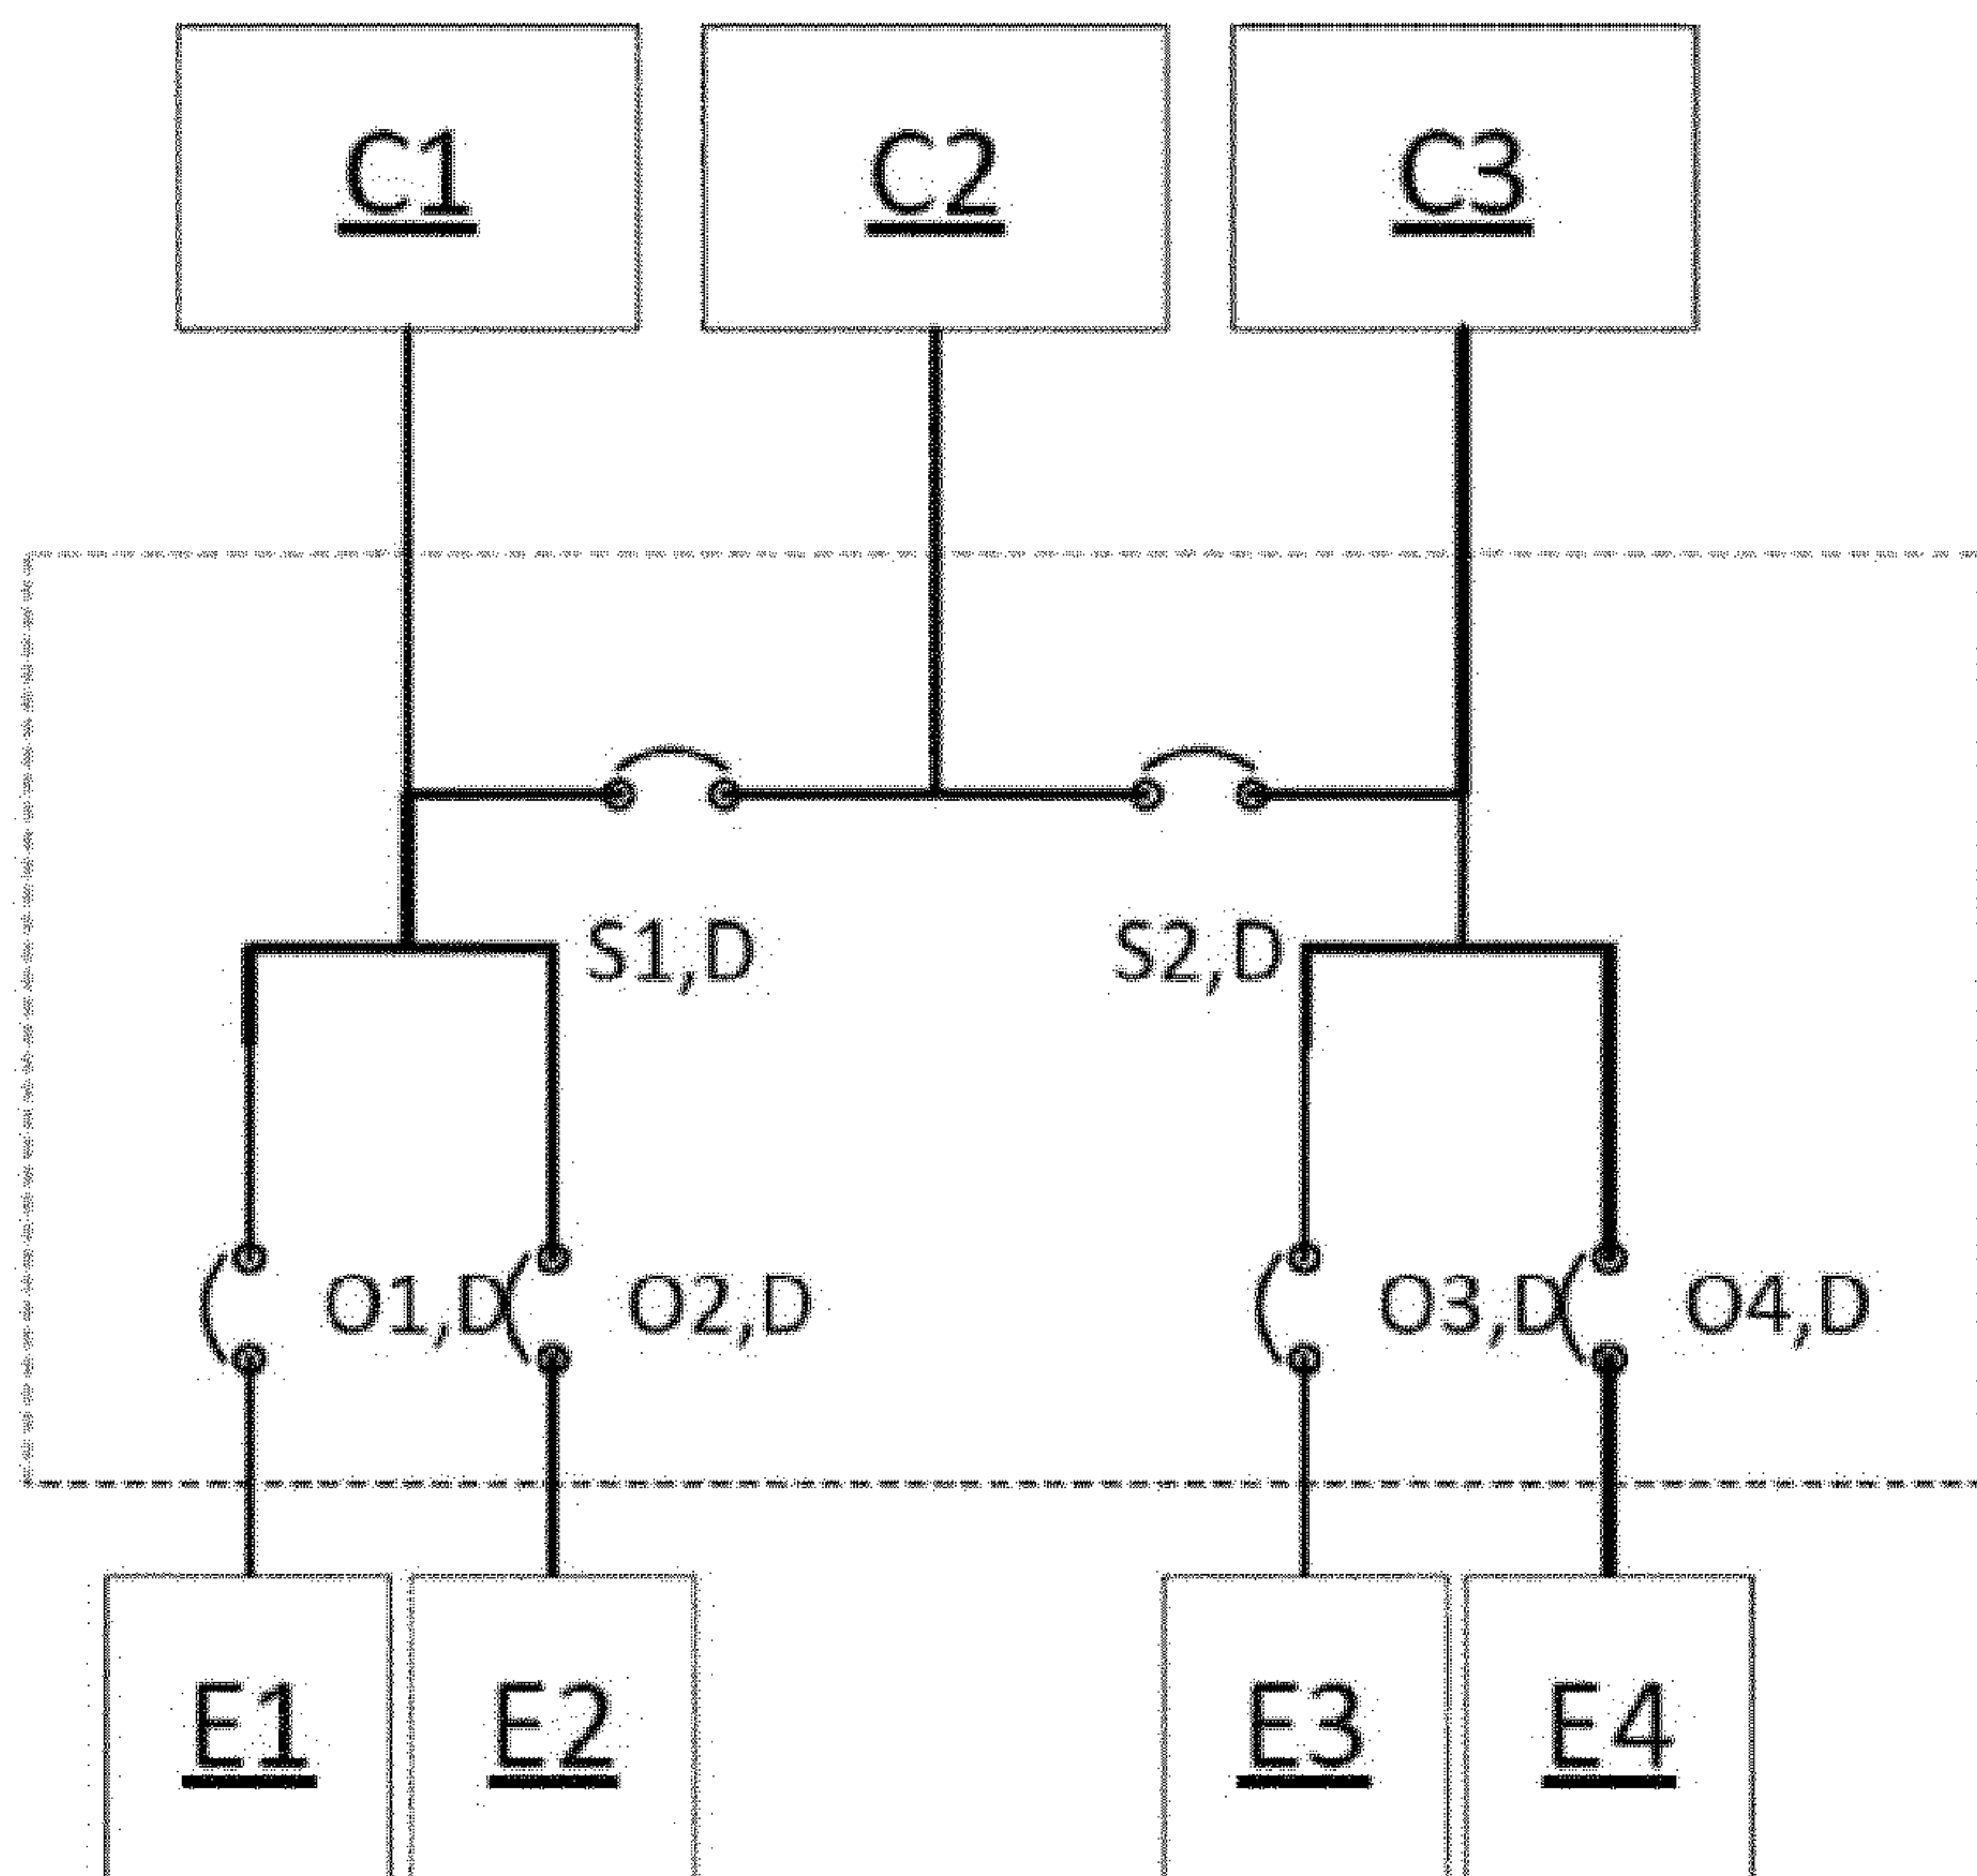 C1 C2 C3
S1,D S2,D
O1,D O2,D O3,D O4,D
E1 E2 E3 E4